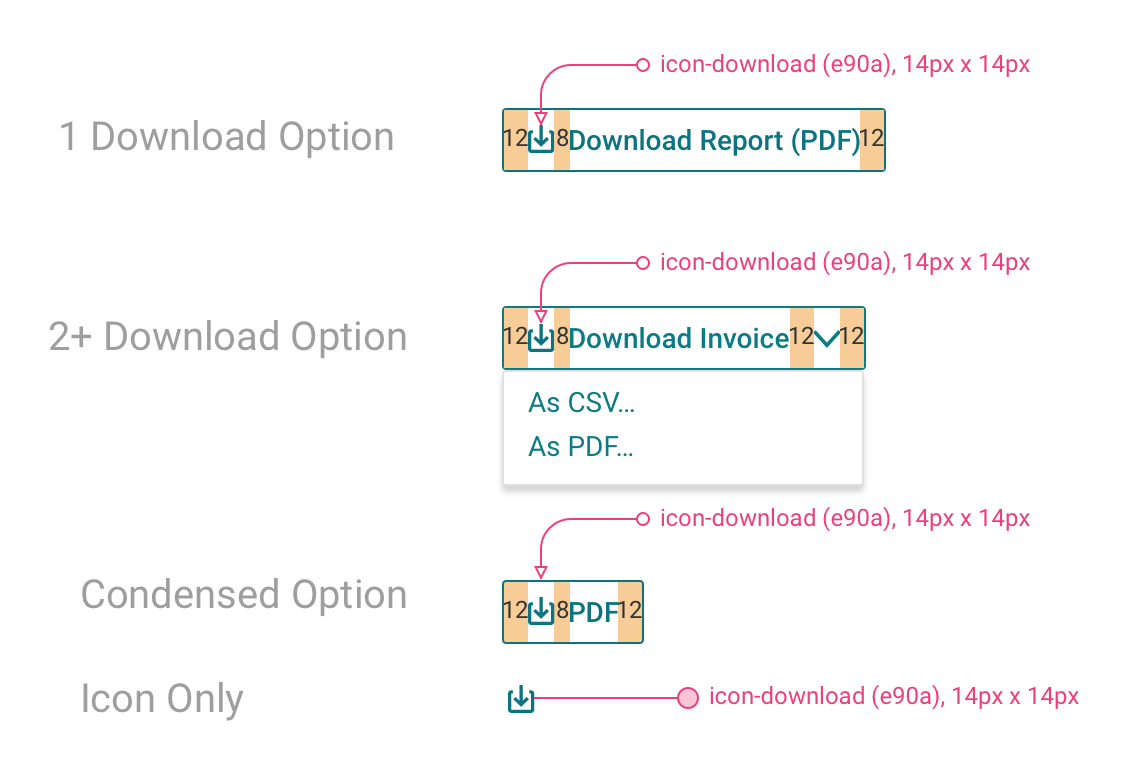 icon-download (e90a), 14px x 14px
1 Download Option
12 8 Download Report (PDF) 12
icon-download (e90a), 14px x 14px
2+ Download Option
12 8 Download Invoice 12 12
As CSV...
As PDF...
icon-download (e90a), 14px x 14px
Condensed Option
12 8 PDF 12
Icon Only
icon-download (e90a), 14px x 14px